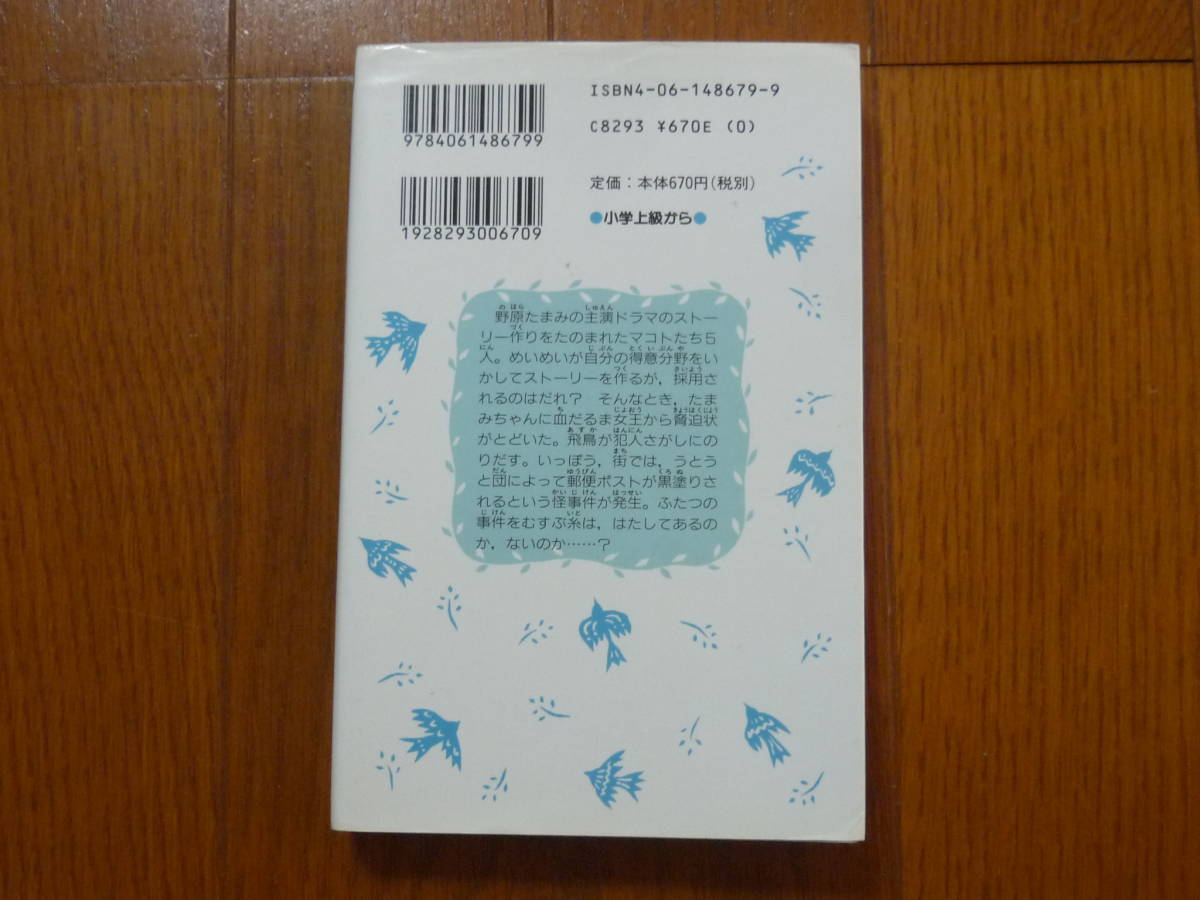 ISBN4-06-148679-9
9784061486799
C8293 ¥670E (0)
定価：本体670円(税別)
1928293006709
●小学上級から●
野原たまみの主演ドラマのストー
リー作りをたのまれたマコトたち5
人。めいめいが自分の得意分野をい
かしてストーリーを作るが，採用さ
れるのはだれ？　そんなとき，たま
みちゃんに血だるま女王から脅迫状
がとどいた。飛鳥が犯人さがしにの
りだす。いっぽう，街では，うとう
と団によって郵便ポストが黒塗りさ
れるという怪事件が発生。ふたつの
事件をむすぶ糸は，はたしてあるの
か，ないのか……？